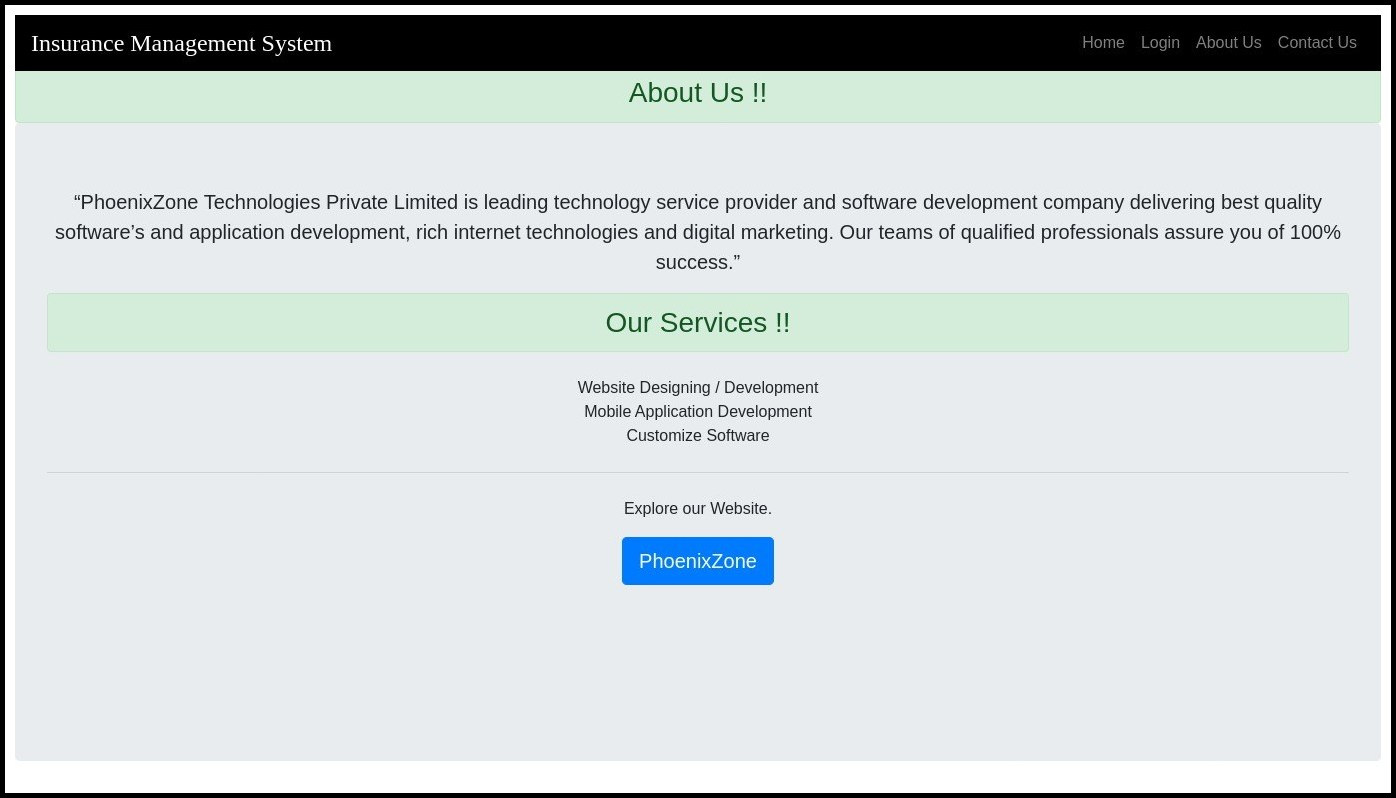 Insurance Management System
Home Login About Us Contact Us
About Us !!
“PhoenixZone Technologies Private Limited is leading technology service provider and software development company delivering best quality
software’s and application development, rich internet technologies and digital marketing. Our teams of qualified professionals assure you of 100%
success.”
Our Services !!
Website Designing / Development
Mobile Application Development
Customize Software
Explore our Website.
PhoenixZone